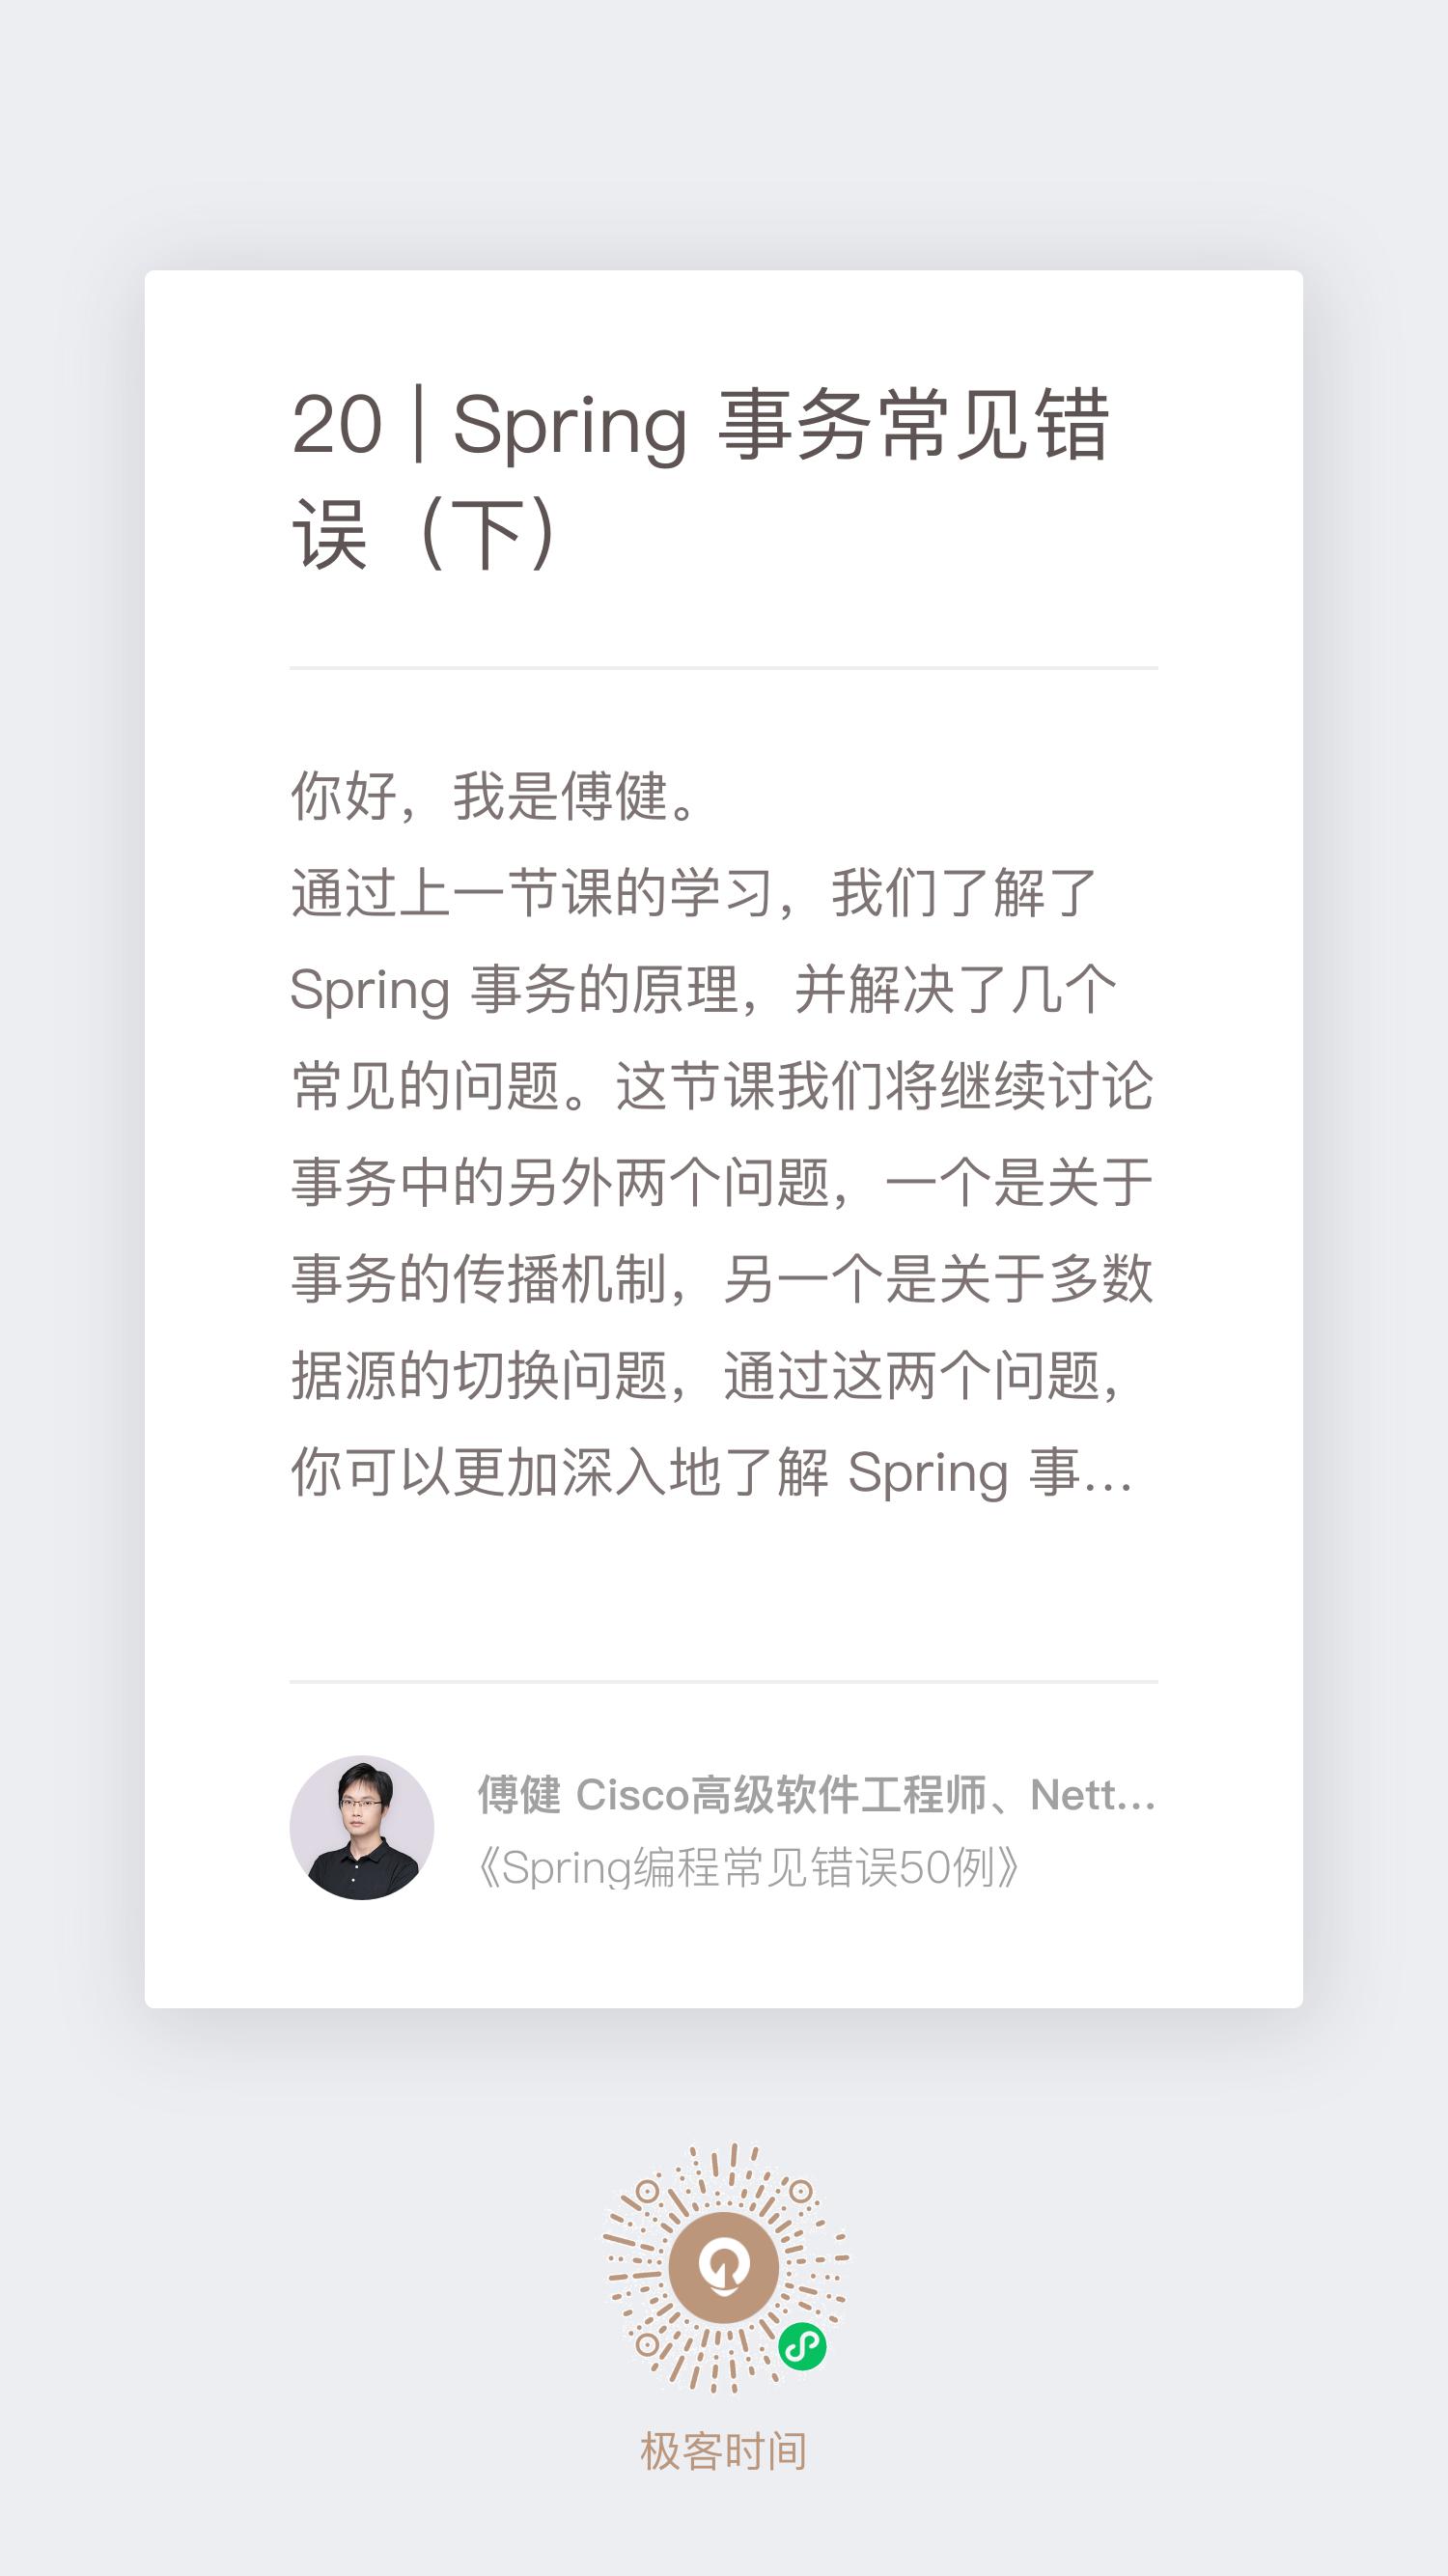 20 | Spring 事务常见错
误（下）
你好，我是傅健。
通过上一节课的学习，我们了解了
Spring 事务的原理，并解决了几个
常见的问题。这节课我们将继续讨论
事务中的另外两个问题，一个是关于
事务的传播机制，另一个是关于多数
据源的切换问题，通过这两个问题，
你可以更加深入地了解 Spring 事...
傅健 Cisco高级软件工程师、Nett...
《Spring编程常见错误50例》
极客时间